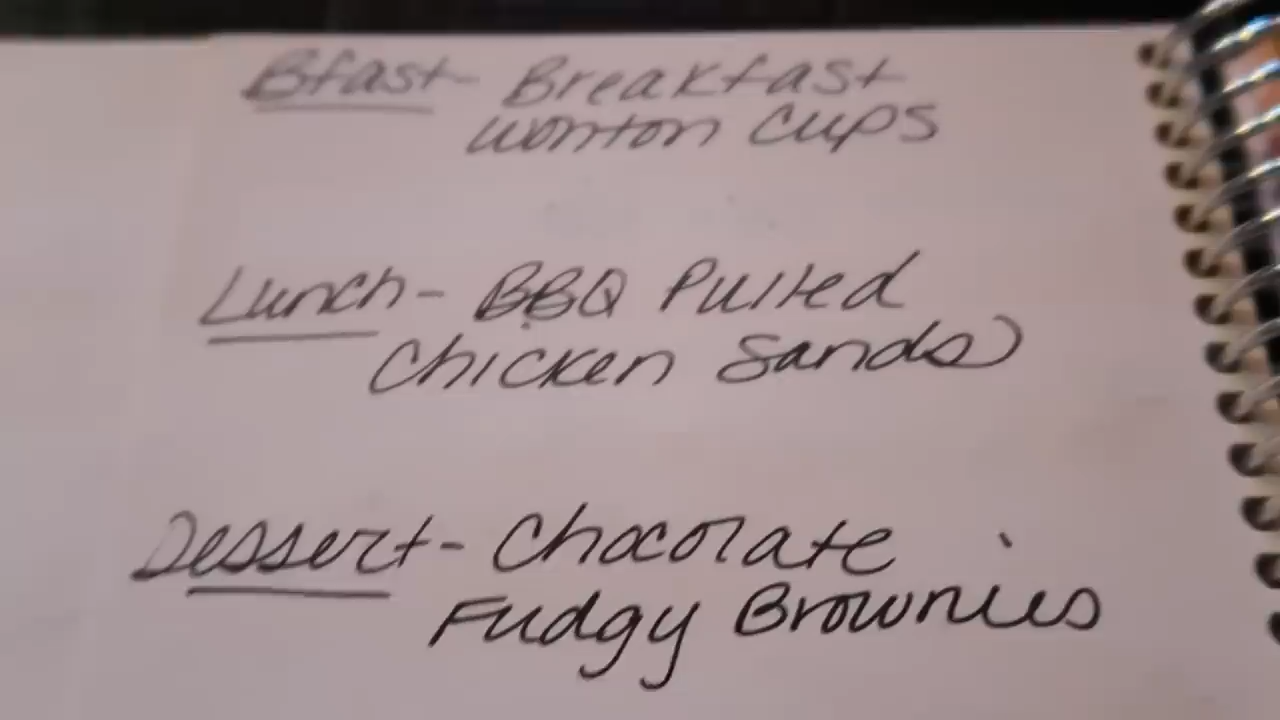 Bfast- Breakfast
wonton cups
Lunch- BBQ Pulled
Chicken Sands
Dessert- Chocolate
Fudgy Brownies